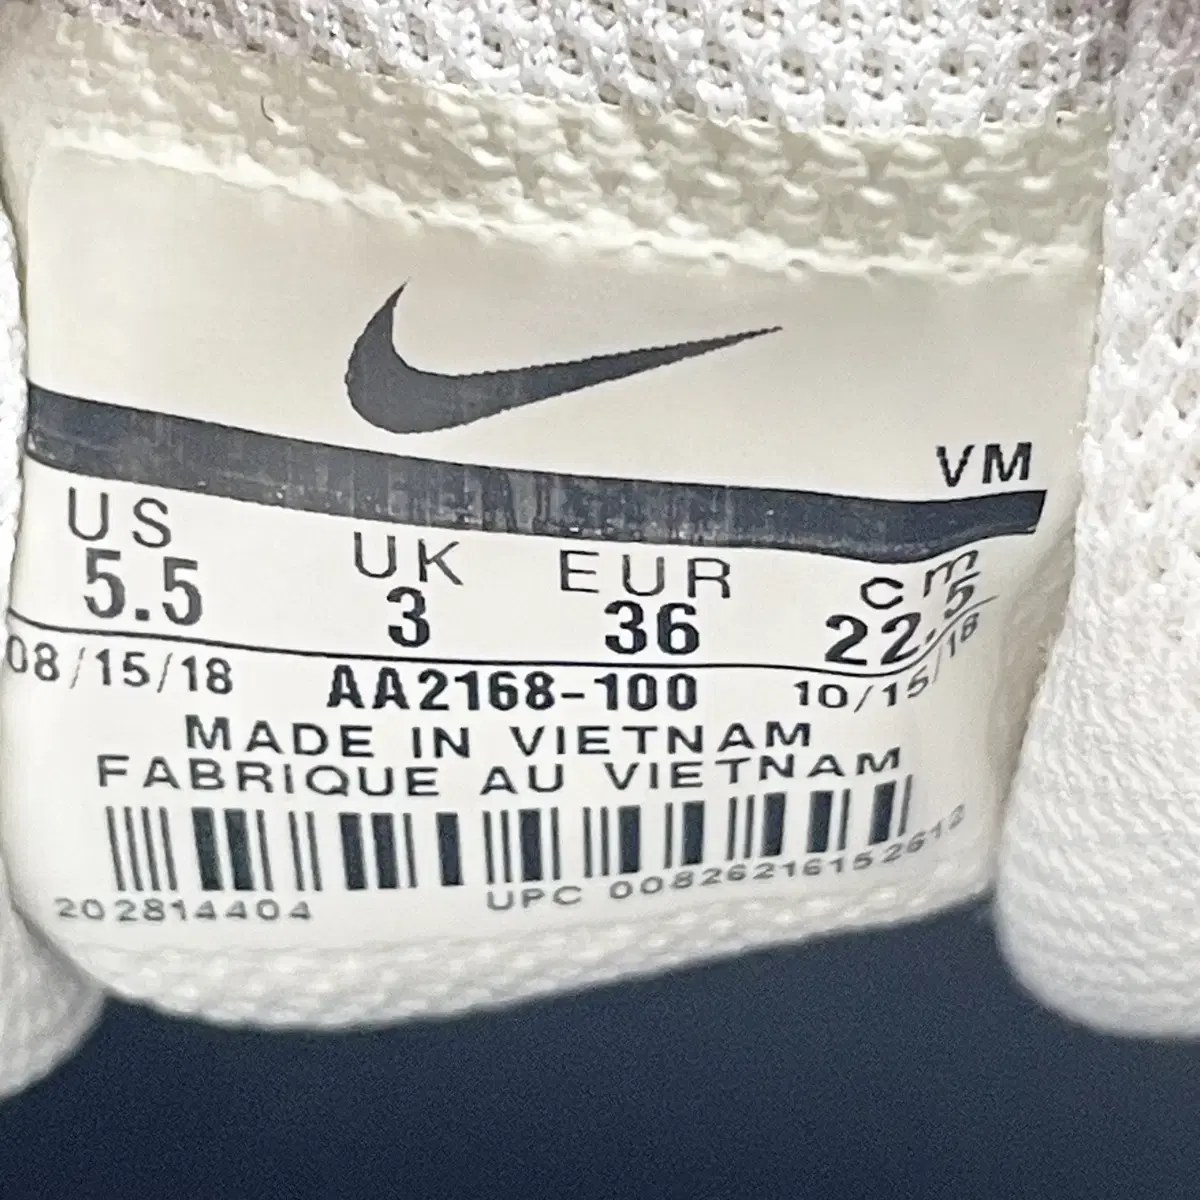 VM
US UK EUR cm
5.5 3 36 22.5
08/15/18 AA2168-100 10/15/18
MADE IN VIETNAM
FABRIQUE AU VIETNAM
202814404 UPC 00826216152612